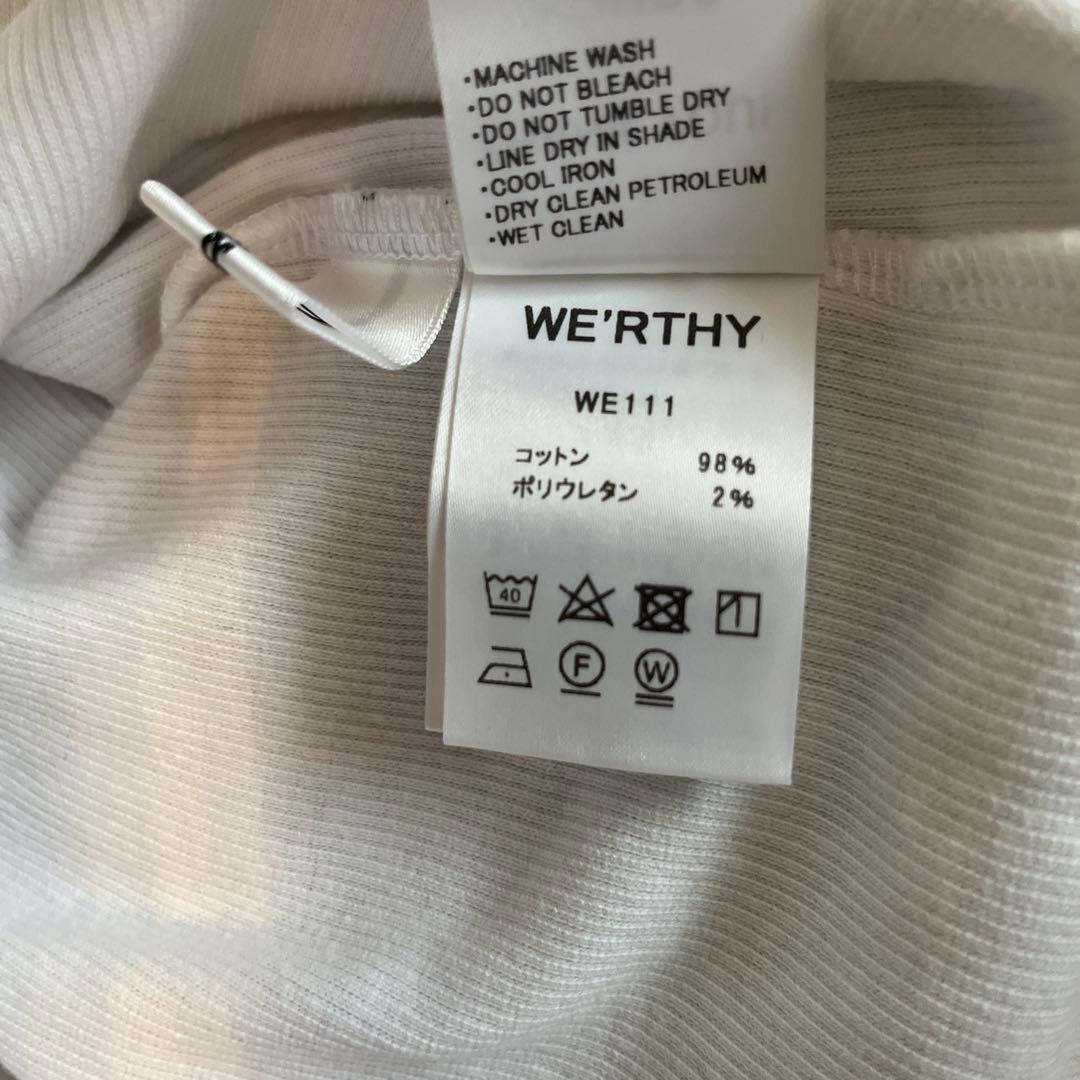 ・MACHINE WASH
・DO NOT BLEACH
・DO NOT TUMBLE DRY
・LINE DRY IN SHADE
・COOL IRON
・DRY CLEAN PETROLEUM
・WET CLEAN
WE'RTHY
WE111
コットン 98%
ポリウレタン 2%
40
F
W